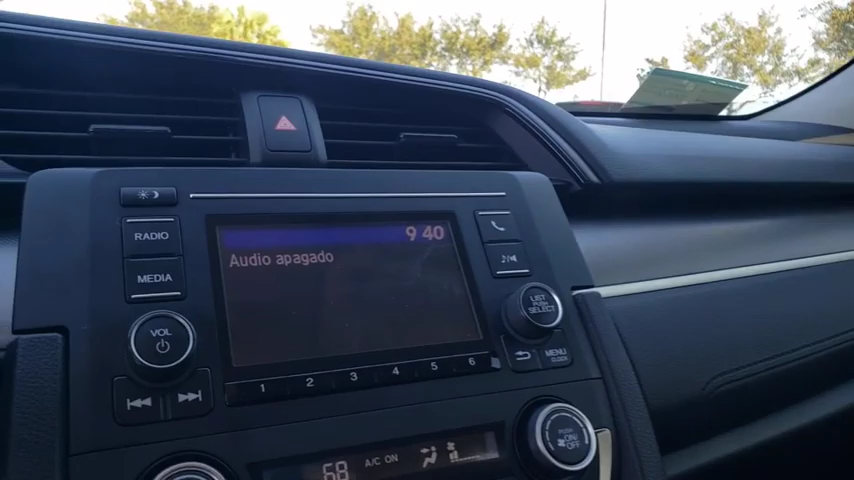 RADIO
MEDIA
VOL
9 40
Audio apagado
LIST
PUSH
SELECT
MENU
CLOCK
1 2 3 4 5 6
68
A/C ON
PUSH
ON
OFF